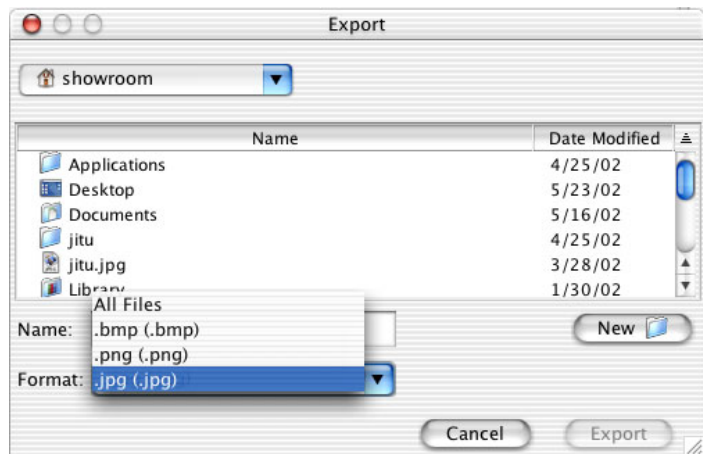 Export
showroom
Name Date Modified
Applications 4/25/02
Desktop 5/23/02
Documents 5/16/02
jitu 4/25/02
jitu.jpg 3/28/02
Library 1/30/02
All Files
Name: .bmp (.bmp) New
.png (.png)
Format: .jpg (.jpg)
Cancel Export